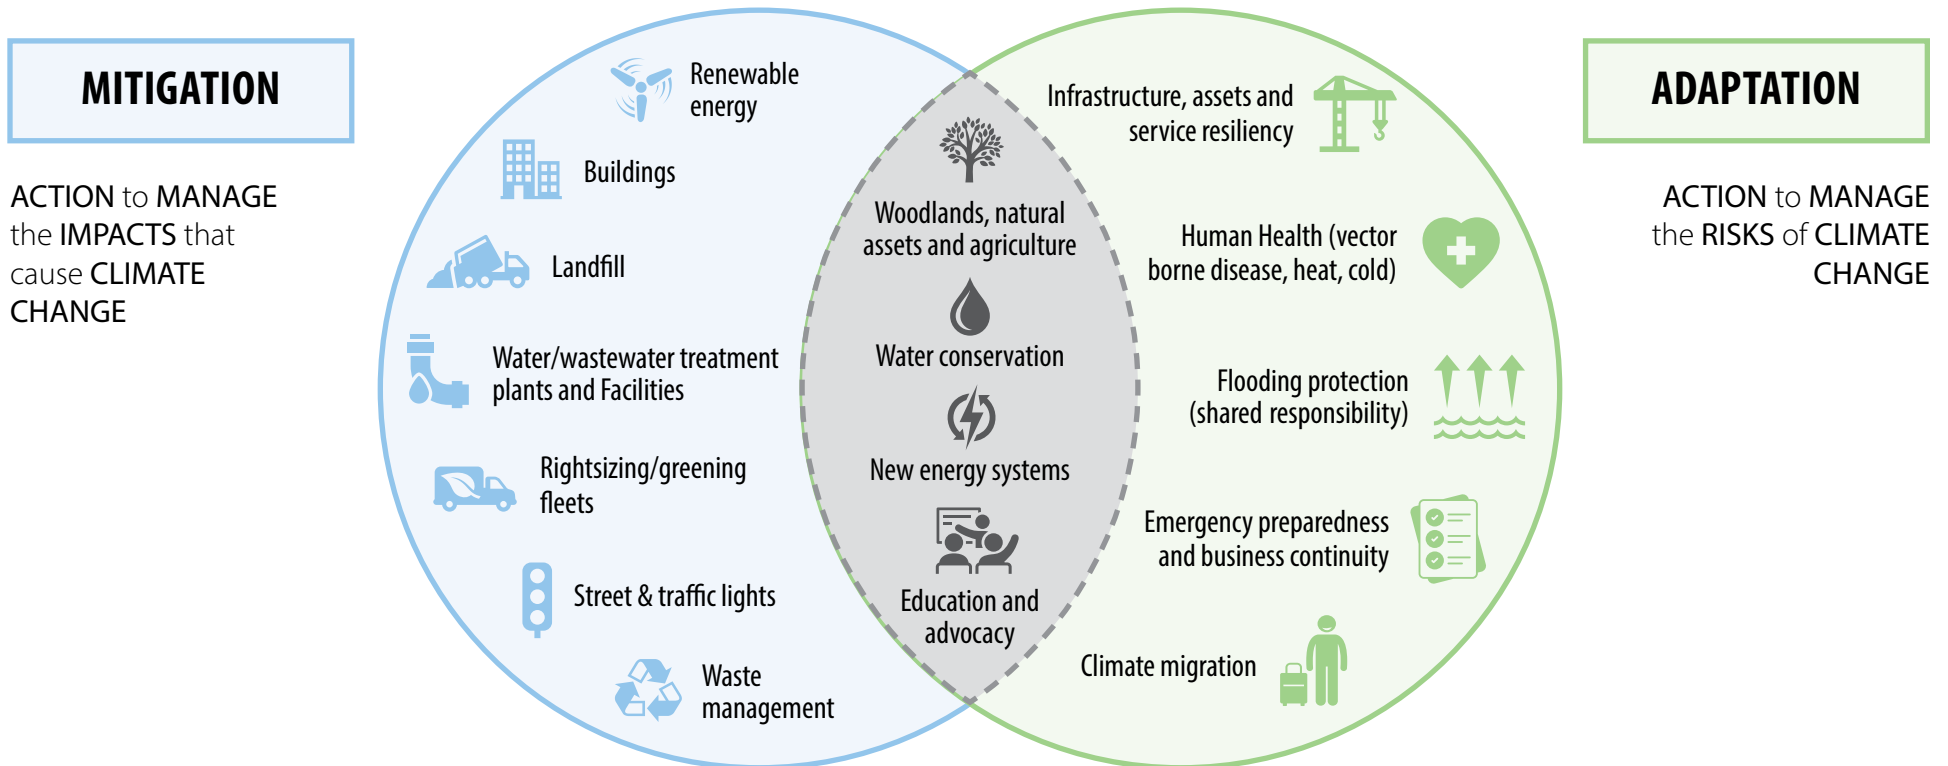 MITIGATION
ACTION to MANAGE
the IMPACTS that
cause CLIMATE
CHANGE
Renewable
energy
Buildings
Landfill
Water/wastewater treatment
plants and Facilities
Rightsizing/greening
fleets
Street & traffic lights
Waste
management
Woodlands, natural
assets and agriculture
Water conservation
New energy systems
Education and
advocacy
Infrastructure, assets and
service resiliency
Human Health (vector
borne disease, heat, cold)
Flooding protection
(shared responsibility)
Emergency preparedness
and business continuity
Climate migration
ADAPTATION
ACTION to MANAGE
the RISKS of CLIMATE
CHANGE